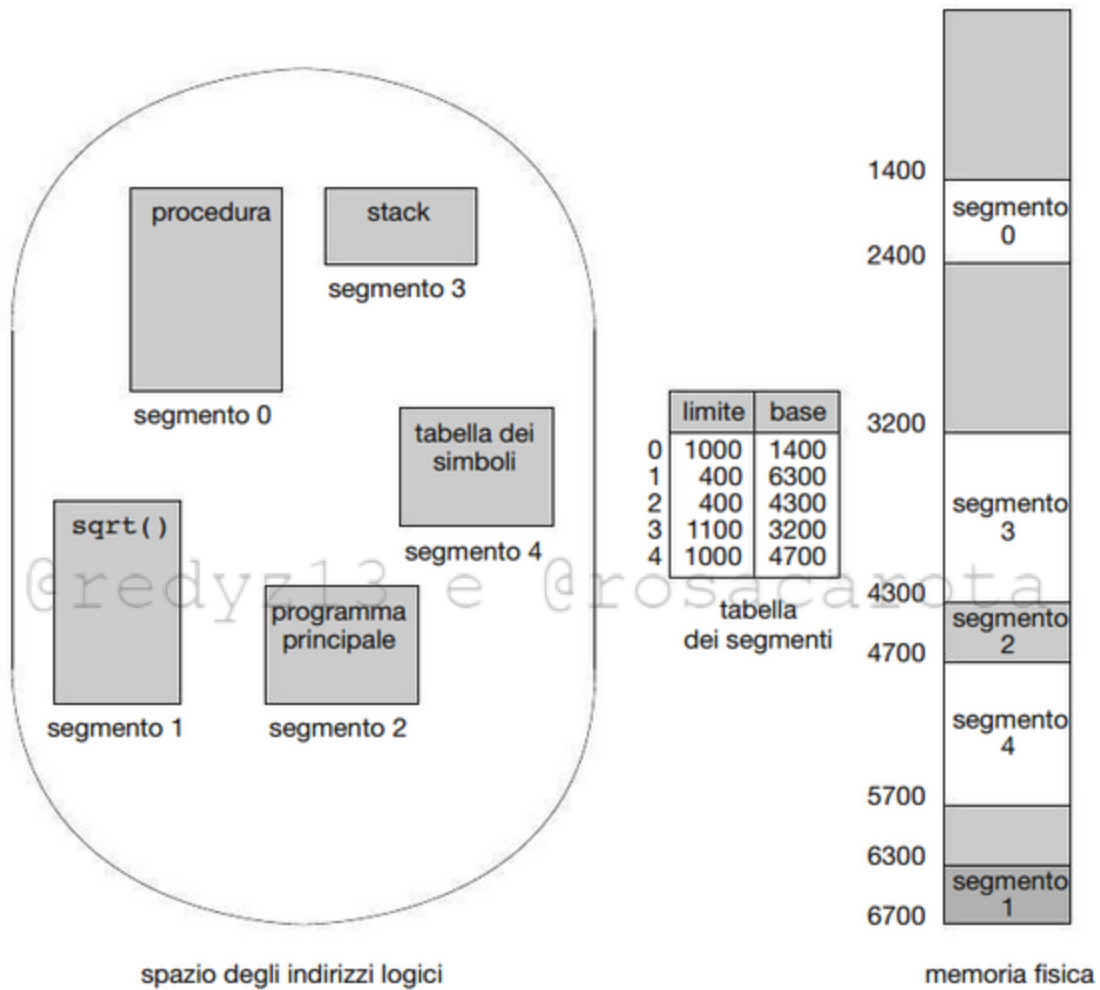 procedura
stack
segmento 3
segmento 0
tabella dei
simboli
segmento 4
sqrt()
segmento 1
programma
principale
segmento 2
spazio degli indirizzi logici
limite base
0 1000 1400
1 400 6300
2 400 4300
3 1100 3200
4 1000 4700
tabella
dei segmenti
1400
segmento
0
2400
3200
segmento
3
4300
segmento
2
4700
segmento
4
5700
6300
segmento
1
6700
memoria fisica
@redyz13 e @rosacarota